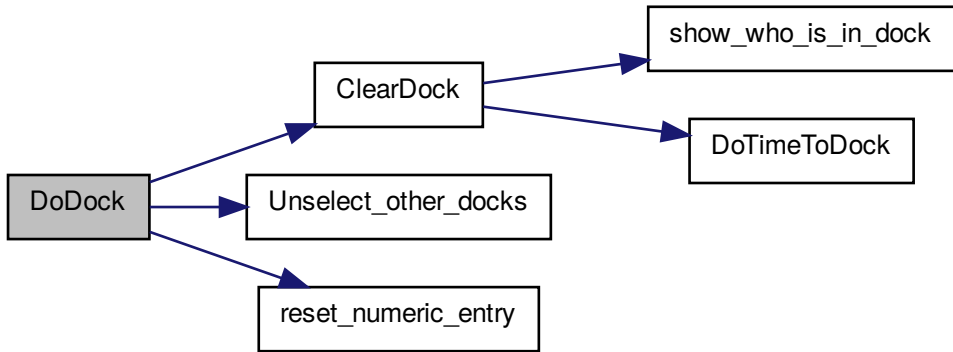 show_who_is_in_dock
ClearDock
DoTimeToDock
DoDock
Unselect_other_docks
reset_numeric_entry